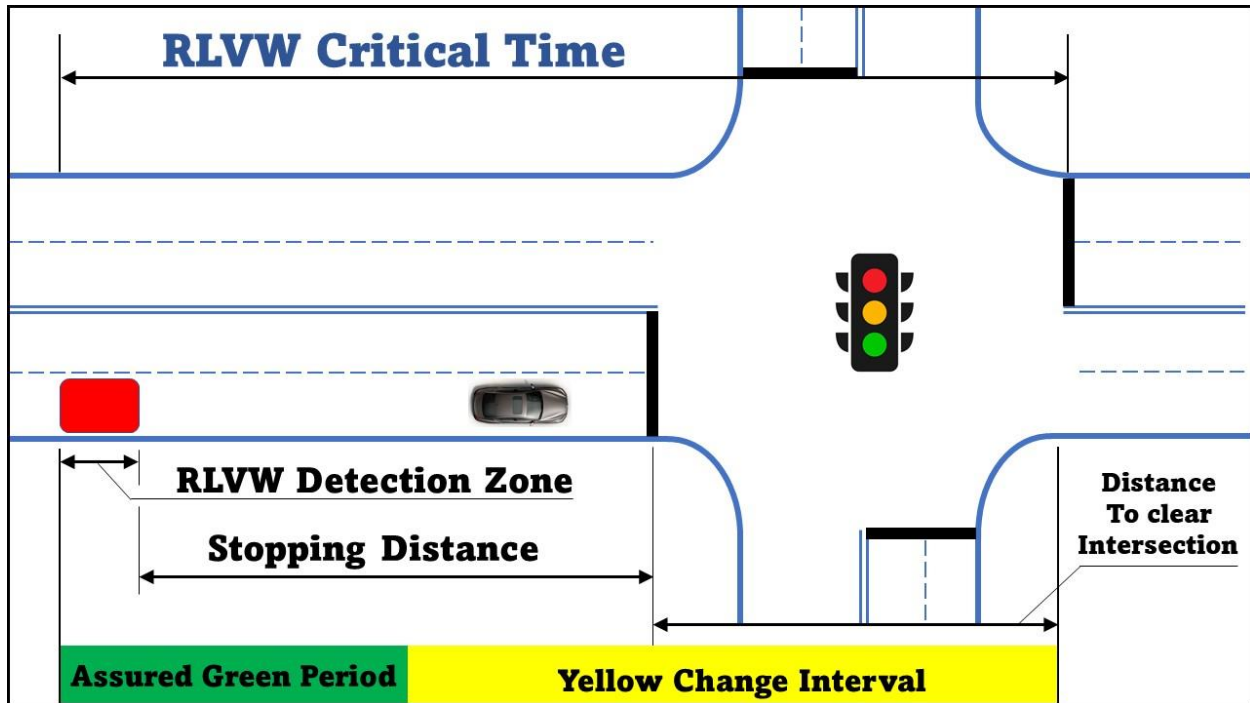 RLVW Critical Time
RLVW Detection Zone
Stopping Distance
Distance
To clear
Intersection
Assured Green Period
Yellow Change Interval